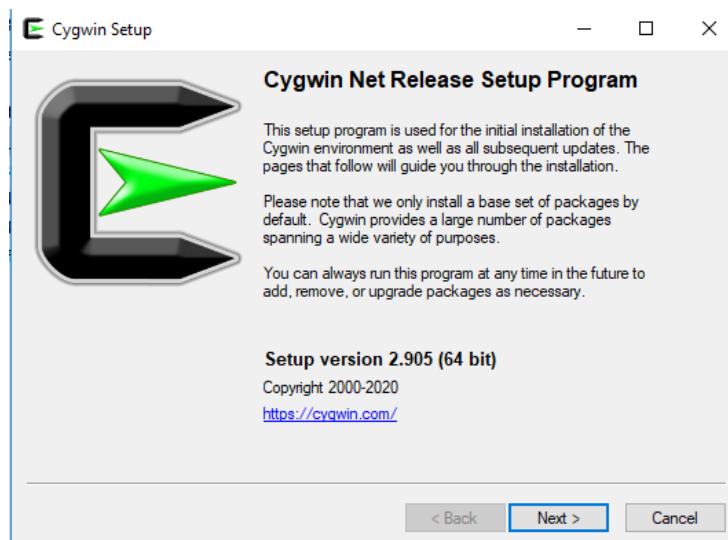 Cygwin Setup
Cygwin Net Release Setup Program
This setup program is used for the initial installation of the
Cygwin environment as well as all subsequent updates. The
pages that follow will guide you through the installation.
Please note that we only install a base set of packages by
default. Cygwin provides a large number of packages
spanning a wide variety of purposes.
You can always run this program at any time in the future to
add, remove, or upgrade packages as necessary.
Setup version 2.905 (64 bit)
Copyright 2000-2020
https://cygwin.com/
< Back Next > Cancel